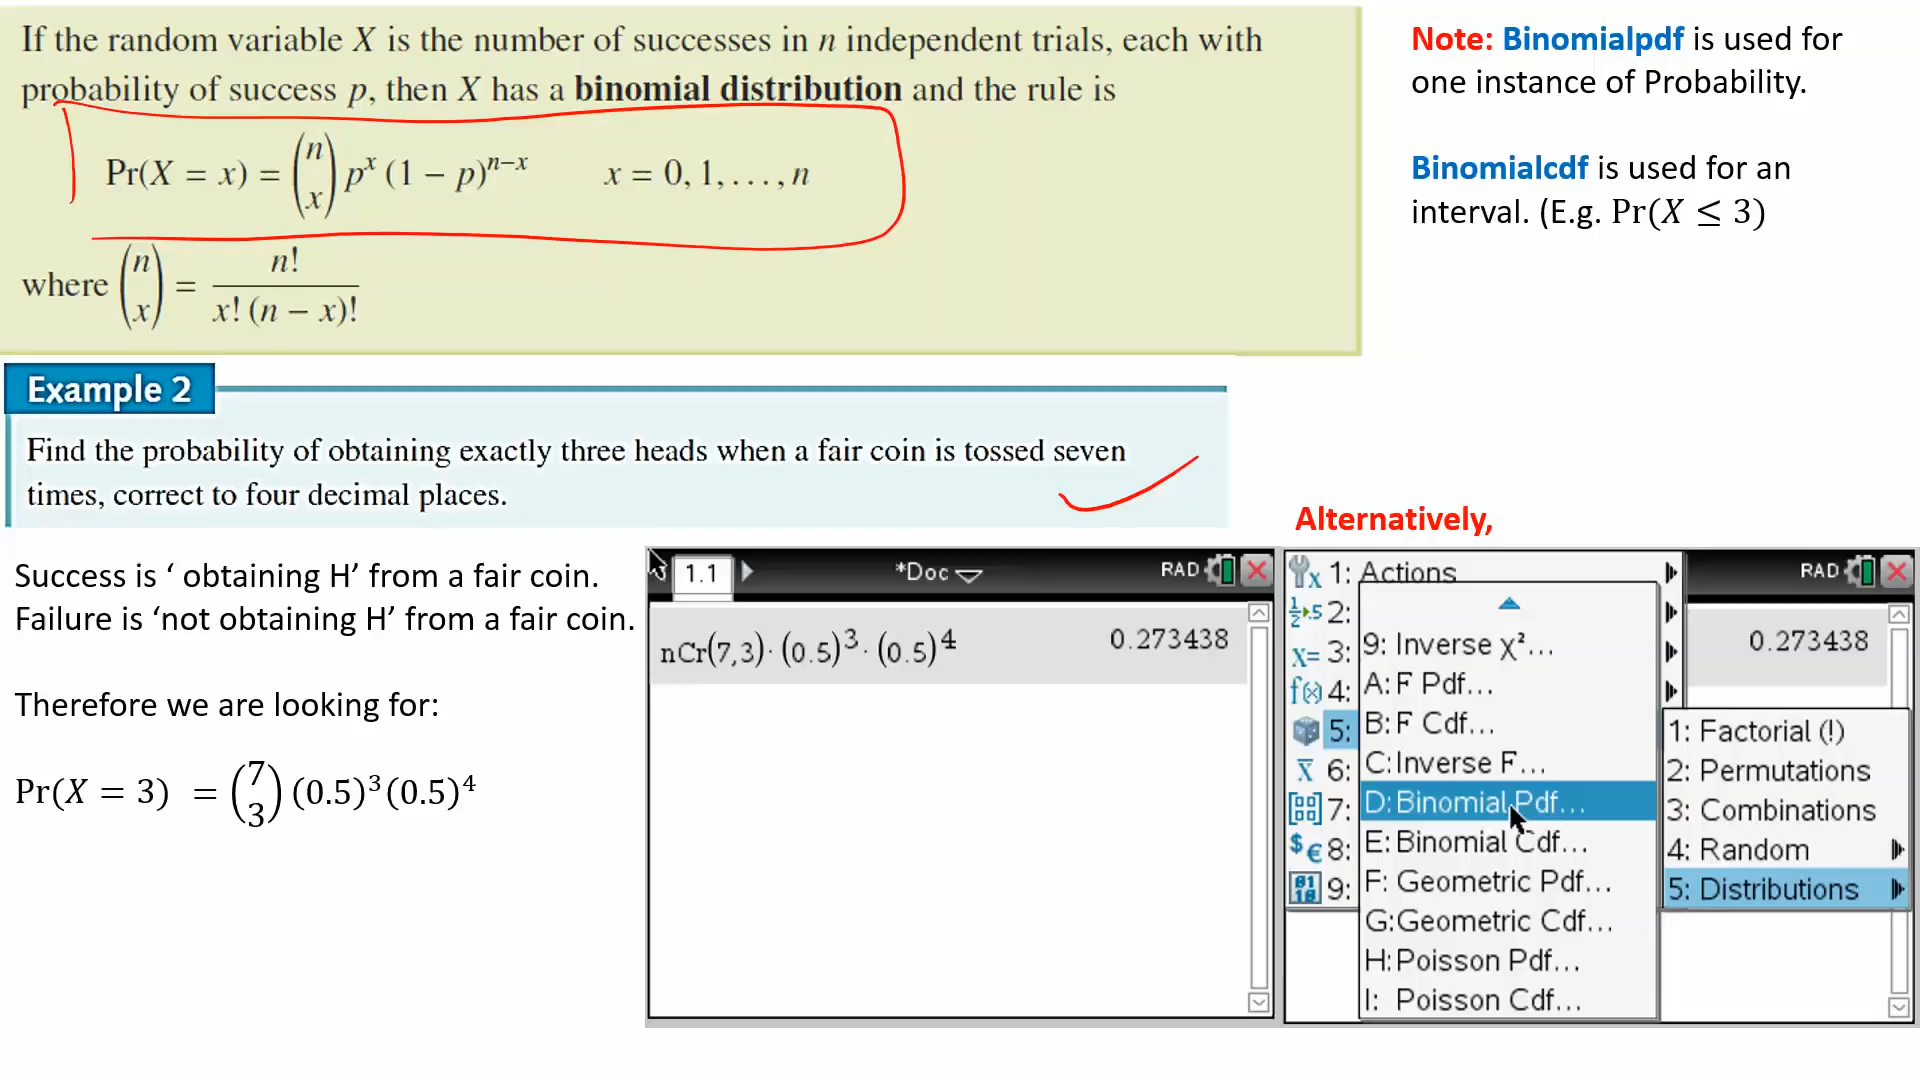 If the random variable X is the number of successes in n independent trials, each with
probability of success p, then X has a binomial distribution and the rule is
Pr(X = x) = (n x) p^x (1 − p)^{n−x}    x = 0, 1, . . . , n
where (n x) = n! / x! (n − x)!
Note: Binomialpdf is used for
one instance of Probability.
Binomialcdf is used for an
interval. (E.g. Pr(X ≤ 3)
Example 2
Find the probability of obtaining exactly three heads when a fair coin is tossed seven
times, correct to four decimal places.
Success is ‘ obtaining H’ from a fair coin.
Failure is ‘not obtaining H’ from a fair coin.
Therefore we are looking for:
Pr(X = 3) = (7 3) (0.5)^3 (0.5)^4
1.1
*Doc
RAD
nCr(7,3)·(0.5)^3·(0.5)^4
0.273438
Alternatively,
RAD
0.273438
1: Actions
2:
3:
4:
5:
6:
7:
8:
9:
9: Inverse χ²...
A: F Pdf...
B: F Cdf...
C: Inverse F...
D: Binomial Pdf...
E: Binomial Cdf...
F: Geometric Pdf...
G: Geometric Cdf...
H: Poisson Pdf...
I: Poisson Cdf...
1: Factorial (!)
2: Permutations
3: Combinations
4: Random
5: Distributions